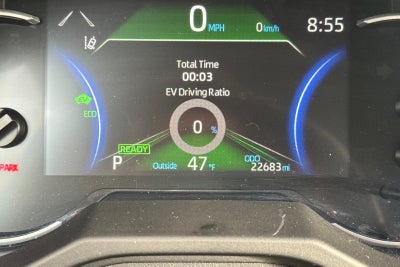 0 MPH 0 km/h 8:55
Total Time
00:03
EV Driving Ratio
EV
ECO
0 %
READY
PARK
P Outside 47 °F ODO 22683 mi